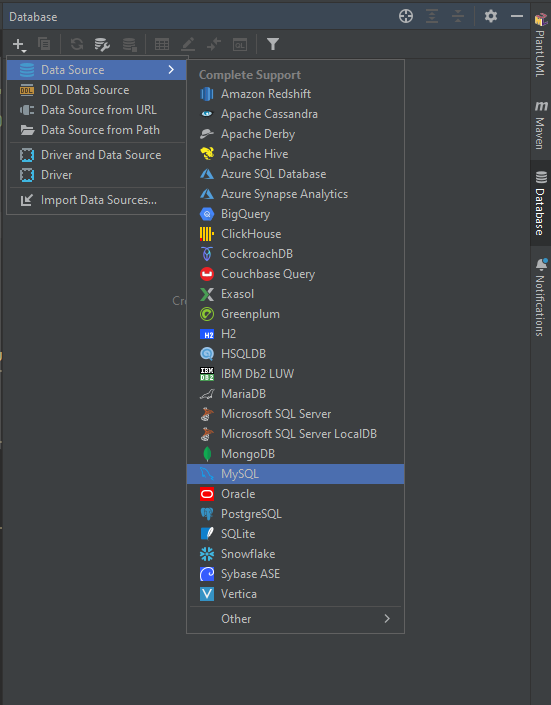 Database
Data Source
DDL Data Source
Data Source from URL
Data Source from Path
Driver and Data Source
Driver
Import Data Sources...
Complete Support
Amazon Redshift
Apache Cassandra
Apache Derby
Apache Hive
Azure SQL Database
Azure Synapse Analytics
BigQuery
ClickHouse
CockroachDB
Couchbase Query
Exasol
Greenplum
H2 H2
HSQLDB
IBM DB2 IBM Db2 LUW
MariaDB
Microsoft SQL Server
Microsoft SQL Server LocalDB
MongoDB
MySQL
Oracle
PostgreSQL
SQLite
Snowflake
Sybase ASE
Vertica
Other
PlantUML
Maven
Database
Notifications